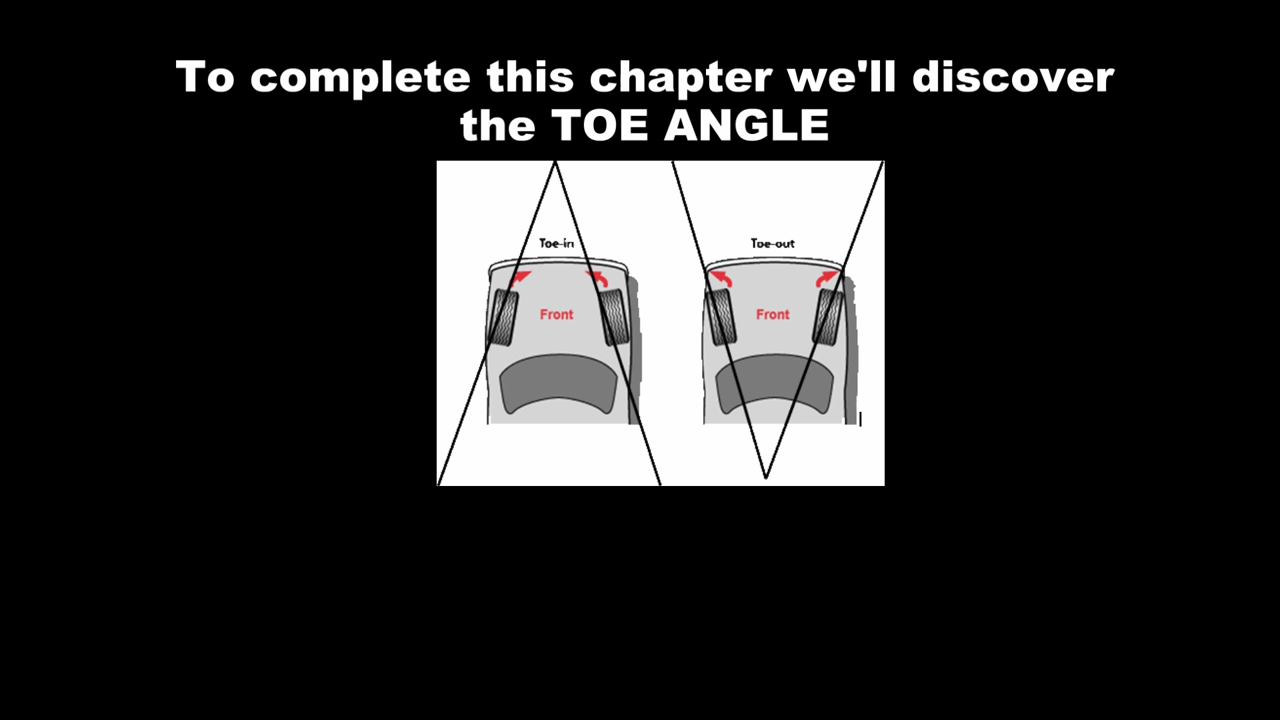 To complete this chapter we'll discover
the TOE ANGLE
Toe-in
Toe-out
Front
Front